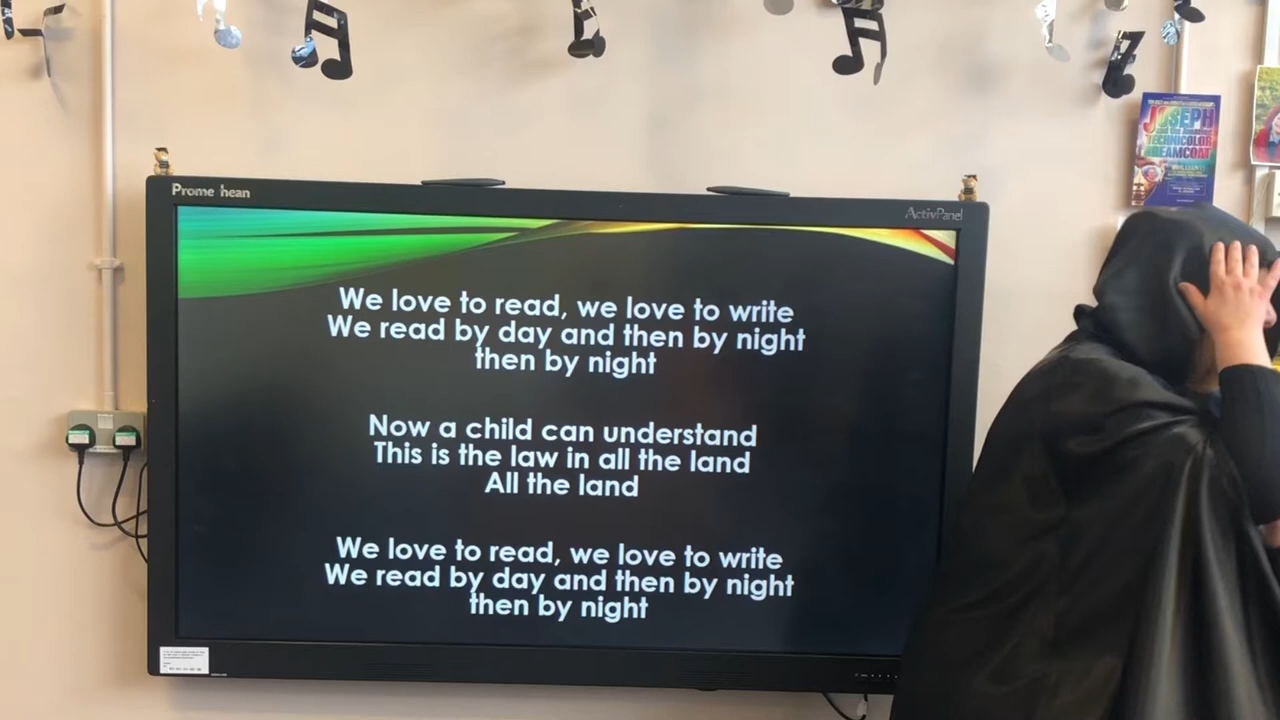 Prome hean
ActivPanel
JOSEPH
TECHNICOLOR
DREAMCOAT
We love to read, we love to write
We read by day and then by night
then by night
Now a child can understand
This is the law in all the land
All the land
We love to read, we love to write
We read by day and then by night
then by night